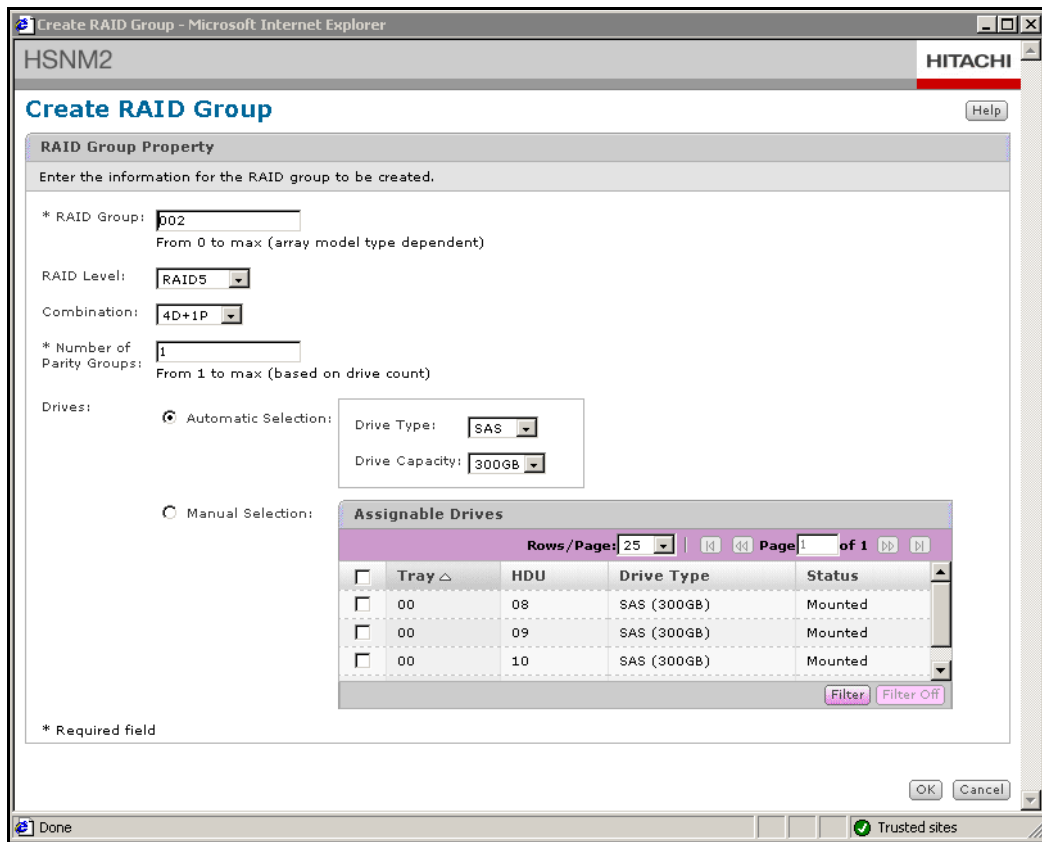 Create RAID Group - Microsoft Internet Explorer
HSNM2
HITACHI
Create RAID Group
Help
RAID Group Property
Enter the information for the RAID group to be created.
* RAID Group: 002
From 0 to max (array model type dependent)
RAID Level: RAID5
Combination: 4D+1P
* Number of
Parity Groups: 1
From 1 to max (based on drive count)
Drives:
Automatic Selection:
Drive Type: SAS
Drive Capacity: 300GB
Manual Selection:
Assignable Drives
Rows/Page: 25 | Page 1 of 1
Tray HDU Drive Type Status
00 08 SAS (300GB) Mounted
00 09 SAS (300GB) Mounted
00 10 SAS (300GB) Mounted
Filter Filter Off
* Required field
OK Cancel
Done
Trusted sites